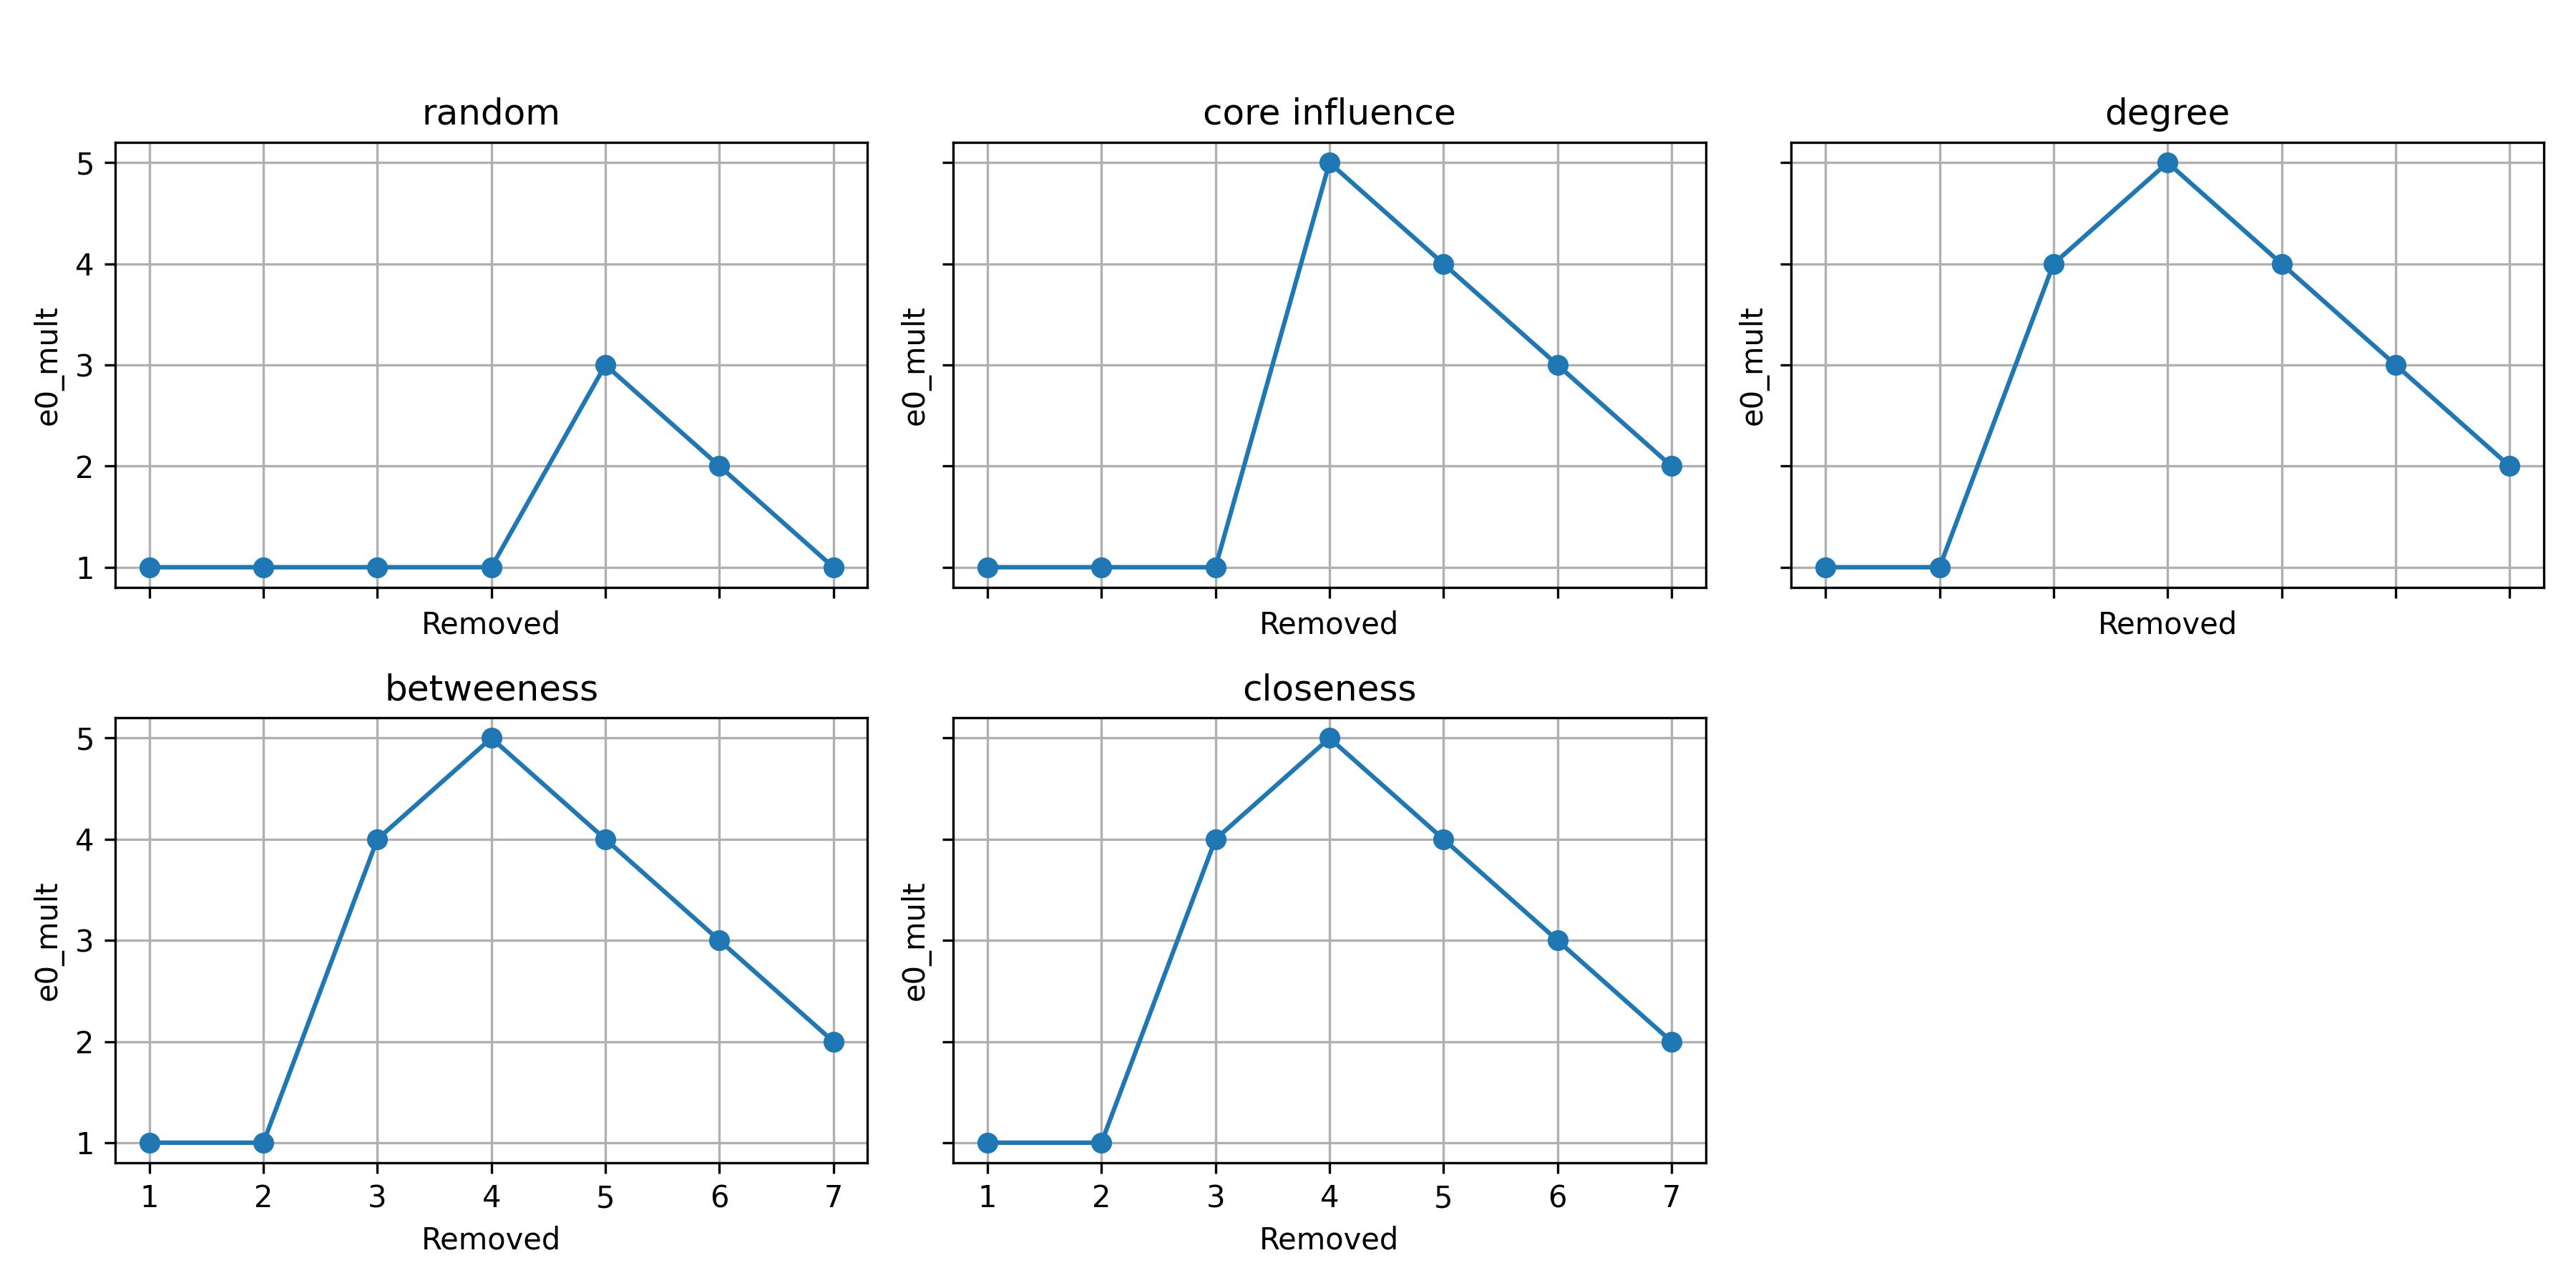 random
core influence
degree
5
4
3
2
1
e0_mult
e0_mult
e0_mult
Removed
Removed
Removed
betweeness
closeness
5
4
3
2
1
e0_mult
e0_mult
1 2 3 4 5 6 7
1 2 3 4 5 6 7
Removed
Removed